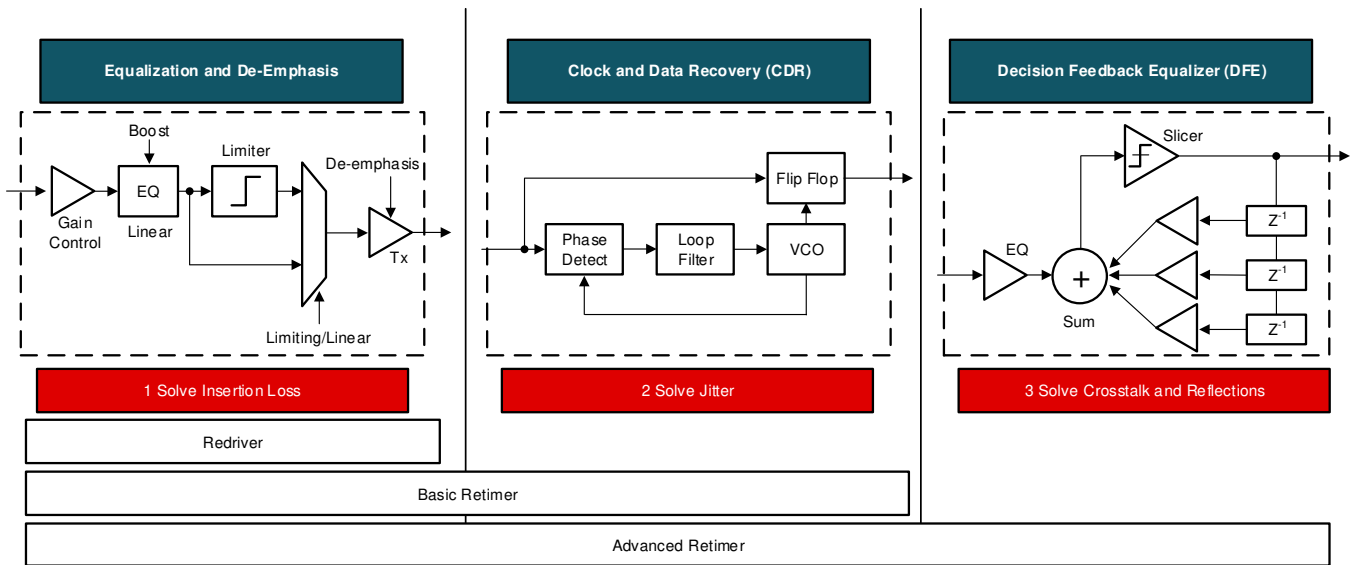 Equalization and De-Emphasis
Boost
Limiter
De-emphasis
EQ
Gain
Control
Linear
Tx
Limiting/Linear
1 Solve Insertion Loss
Clock and Data Recovery (CDR)
Flip Flop
Phase
Detect
Loop
Filter
VCO
2 Solve Jitter
Decision Feedback Equalizer (DFE)
Slicer
EQ
+
Sum
Z⁻¹
Z⁻¹
Z⁻¹
3 Solve Crosstalk and Reflections
Redriver
Basic Retimer
Advanced Retimer